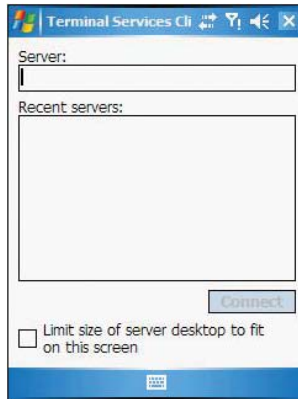 Terminal Services Cli
Server:
Recent servers:
Connect
Limit size of server desktop to fit
on this screen